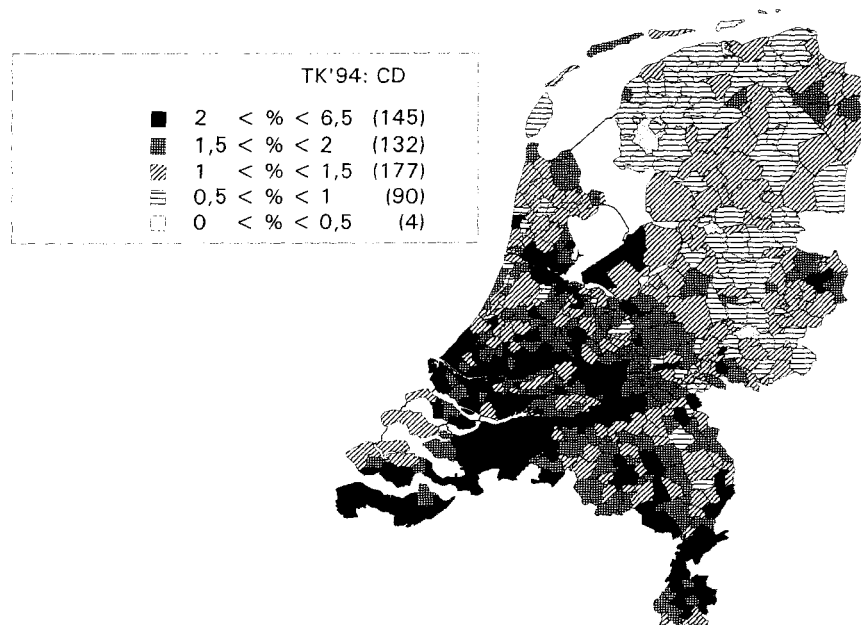 TK'94: CD
2 < % < 6,5 (145)
1,5 < % < 2 (132)
1 < % < 1,5 (177)
0,5 < % < 1 (90)
0 < % < 0,5 (4)